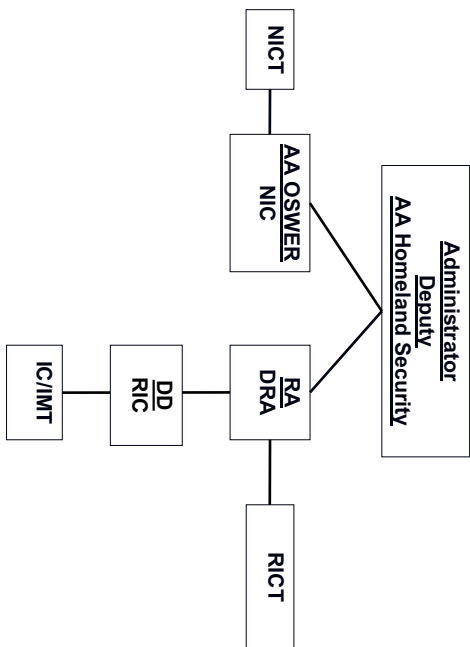 Administrator
Deputy
AA Homeland Security
NICT
AA OSWER
NIC
RA
DRA
RICT
DD
RIC
IC/IMT